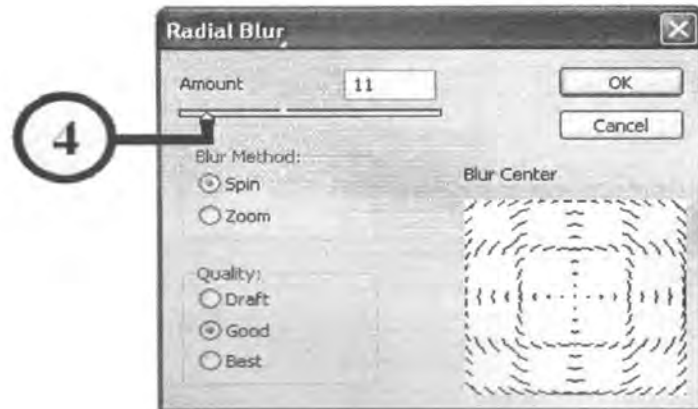 Radial Blur
Amount 11
OK
Cancel
4
Blur Method:
Spin
Zoom
Blur Center
Quality:
Draft
Good
Best